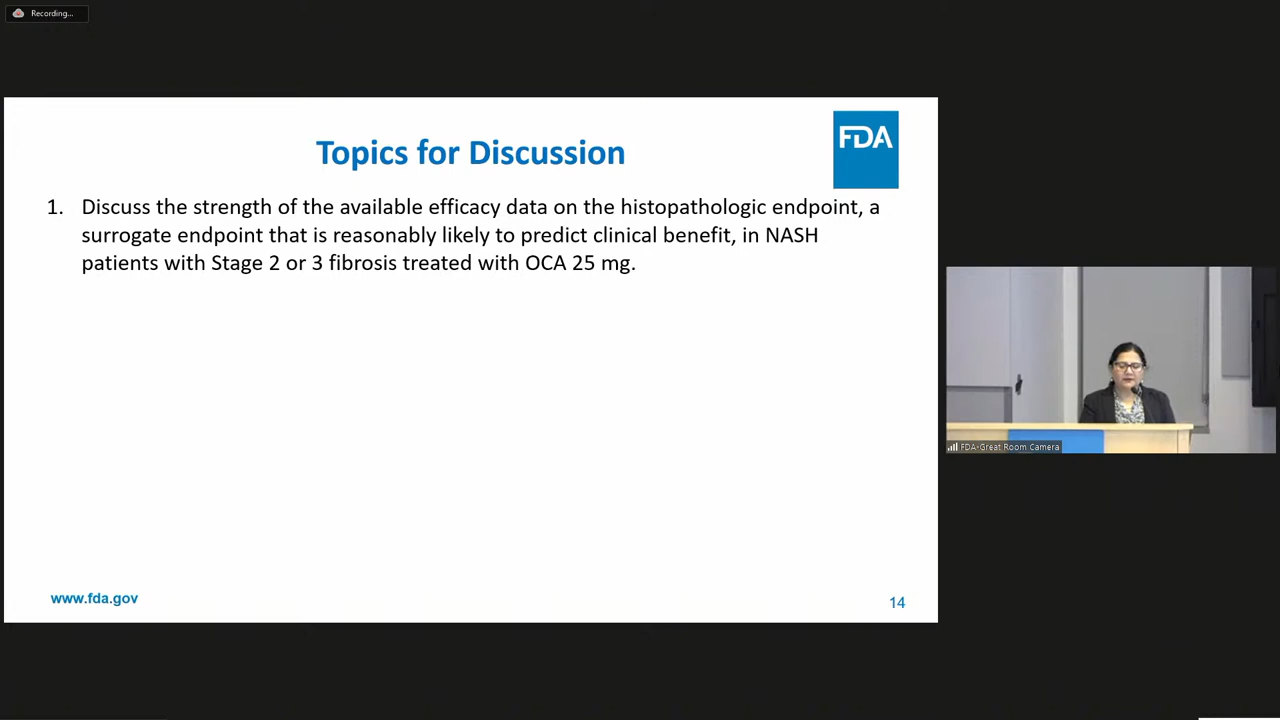 Recording...
Topics for Discussion
FDA
1. Discuss the strength of the available efficacy data on the histopathologic endpoint, a
surrogate endpoint that is reasonably likely to predict clinical benefit, in NASH
patients with Stage 2 or 3 fibrosis treated with OCA 25 mg.
FDA-Great Room Camera
www.fda.gov
14